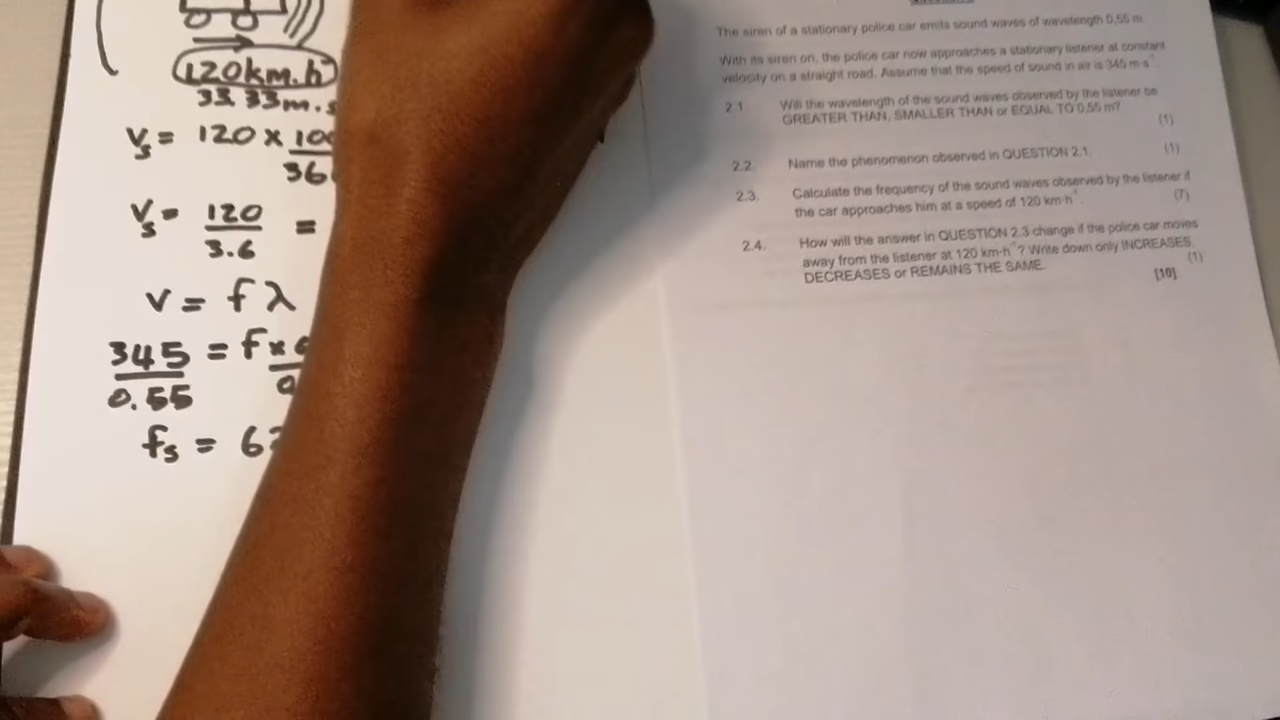 120km.h⁻
33.33m.s
Vs = 120 ×
36
Vs = 120
3.6 =
v = fλ
345 = f×
0.55
fs = 6
The siren of a stationary police car emits sound waves of wavelength 0,55 m.
With its siren on, the police car now approaches a stationary listener at constant
velocity on a straight road. Assume that the speed of sound in air is 345 m·s⁻¹.
2.1 Will the wavelength of the sound waves observed by the listener be
GREATER THAN, SMALLER THAN or EQUAL TO 0,55 m?
(1)
2.2. Name the phenomenon observed in QUESTION 2.1. (1)
2.3. Calculate the frequency of the sound waves observed by the listener if
the car approaches him at a speed of 120 km·h⁻¹. (7)
2.4. How will the answer in QUESTION 2.3 change if the police car moves
away from the listener at 120 km·h⁻¹? Write down only INCREASES,
DECREASES or REMAINS THE SAME. (1)
[10]